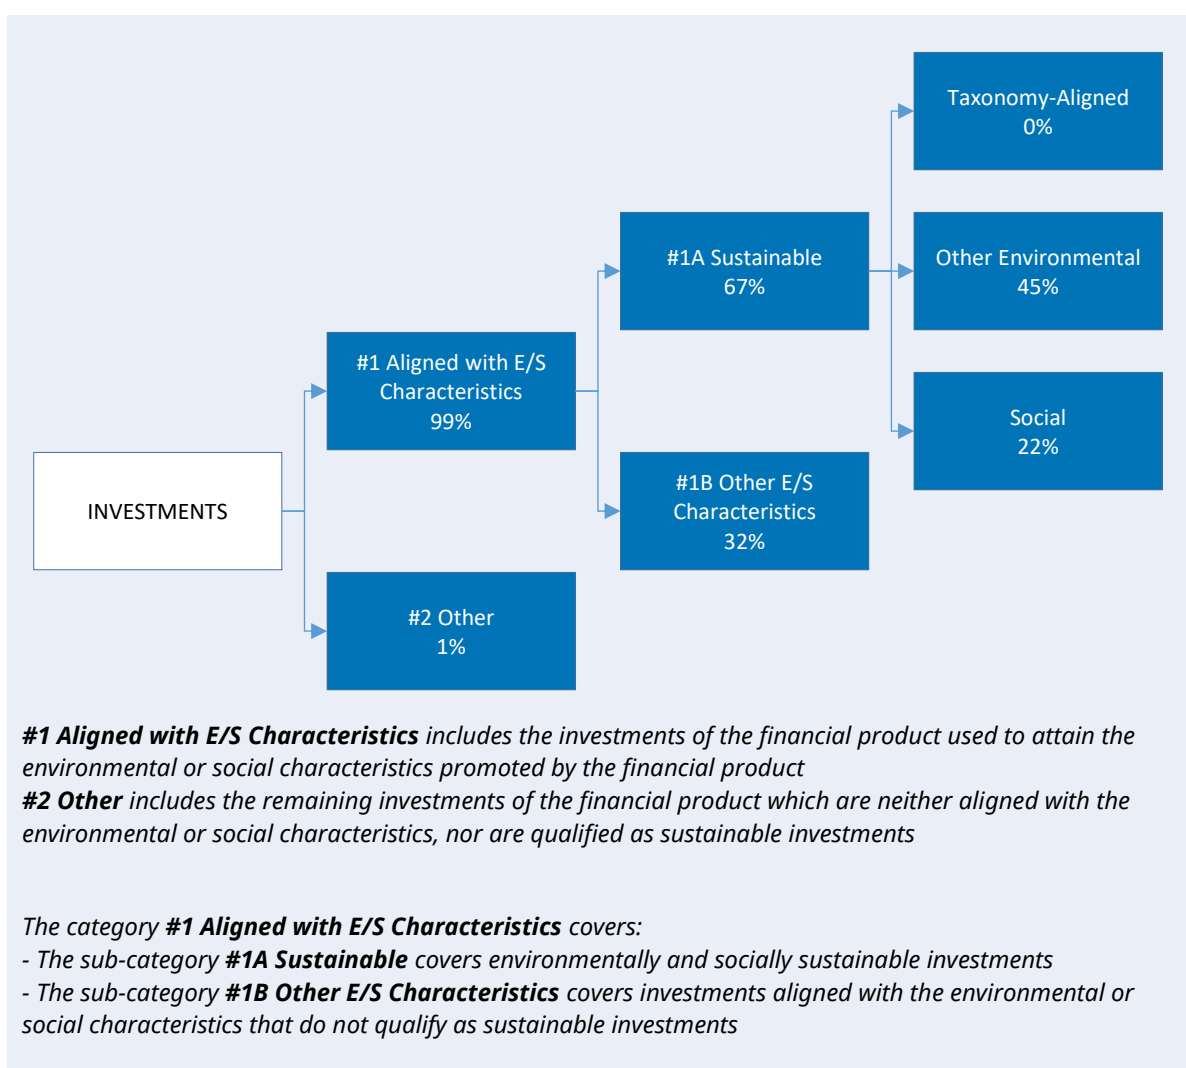 Taxonomy-Aligned
0%
#1A Sustainable
67%
Other Environmental
45%
#1 Aligned with E/S
Characteristics
99%
Social
22%
#1B Other E/S
Characteristics
32%
INVESTMENTS
#2 Other
1%
#1 Aligned with E/S Characteristics includes the investments of the financial product used to attain the
environmental or social characteristics promoted by the financial product
#2 Other includes the remaining investments of the financial product which are neither aligned with the
environmental or social characteristics, nor are qualified as sustainable investments
The category #1 Aligned with E/S Characteristics covers:
- The sub-category #1A Sustainable covers environmentally and socially sustainable investments
- The sub-category #1B Other E/S Characteristics covers investments aligned with the environmental or
social characteristics that do not qualify as sustainable investments